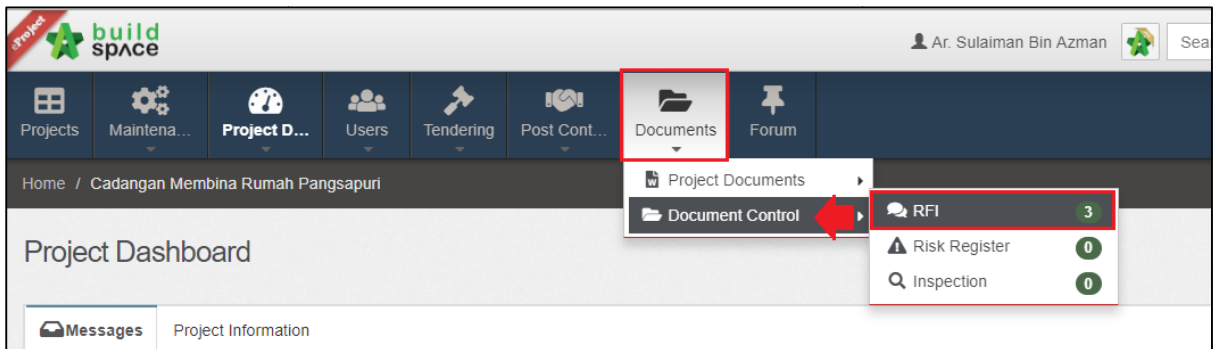 eProject
build
space
Ar. Sulaiman Bin Azman
Sea
Projects
Maintena...
Project D...
Users
Tendering
Post Cont...
Documents
Forum
Home / Cadangan Membina Rumah Pangsapuri
Project Documents
Document Control
RFI 3
Risk Register 0
Inspection 0
Project Dashboard
Messages
Project Information